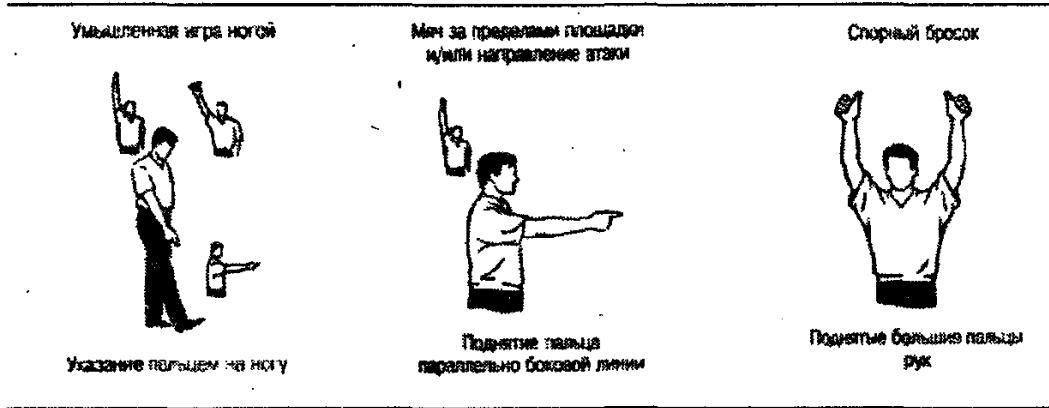 Умышленная игра ногой
Мяч за пределами площадки
и/или направление атаки
Спорный бросок
Указание пальцем на ногу
Поднятие пальца
параллельно боковой линии
Поднятые большие пальцы
рук